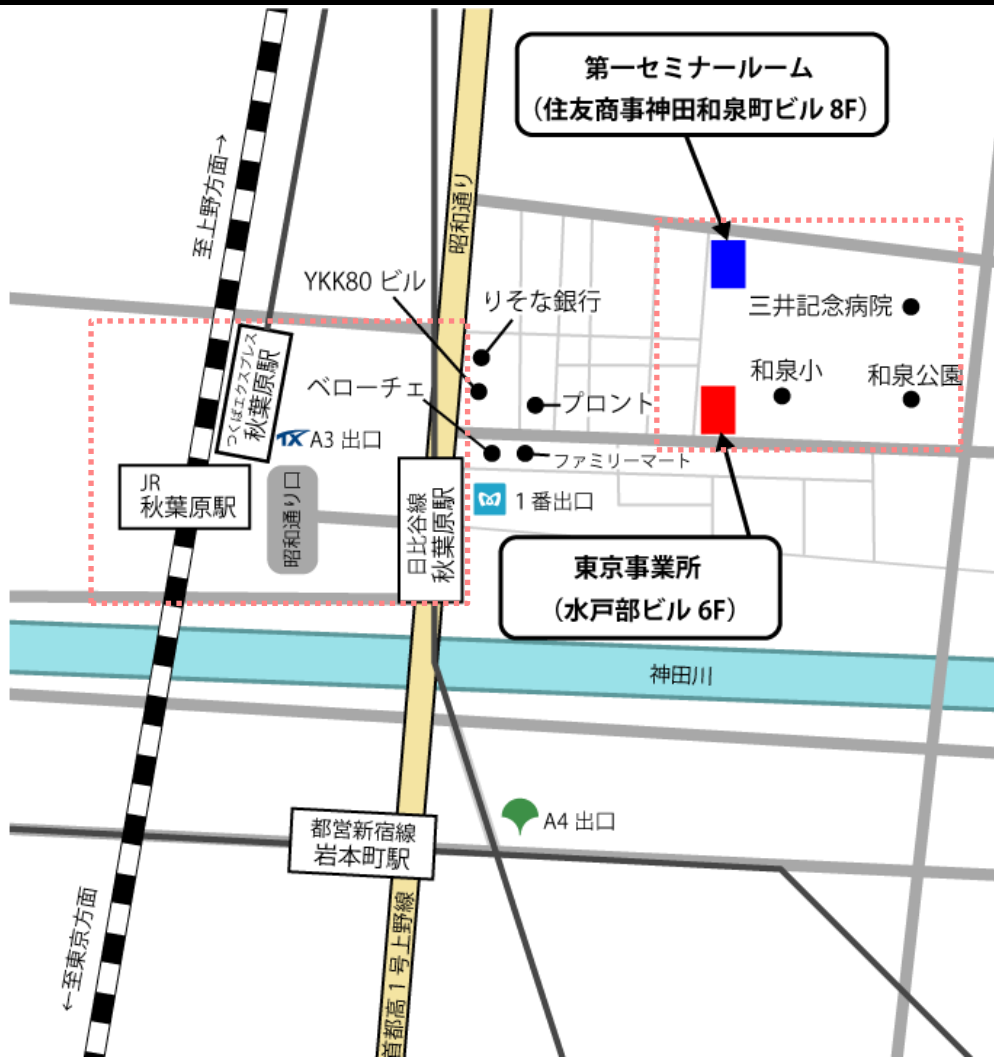 第一セミナールーム
（住友商事神田和泉町ビル 8F）
至上野方面→
昭和通り
YKK80 ビル
りそな銀行
三井記念病院
つくばエクスプレス
秋葉原駅
ベローチェ
プロント
和泉小
和泉公園
TX A3 出口
ファミリーマート
JR
秋葉原駅
昭和通り口
日比谷線
秋葉原駅
1 番出口
東京事業所
（水戸部ビル 6F）
神田川
都営新宿線
岩本町駅
A4 出口
←至東京方面
首都高 1 号上野線